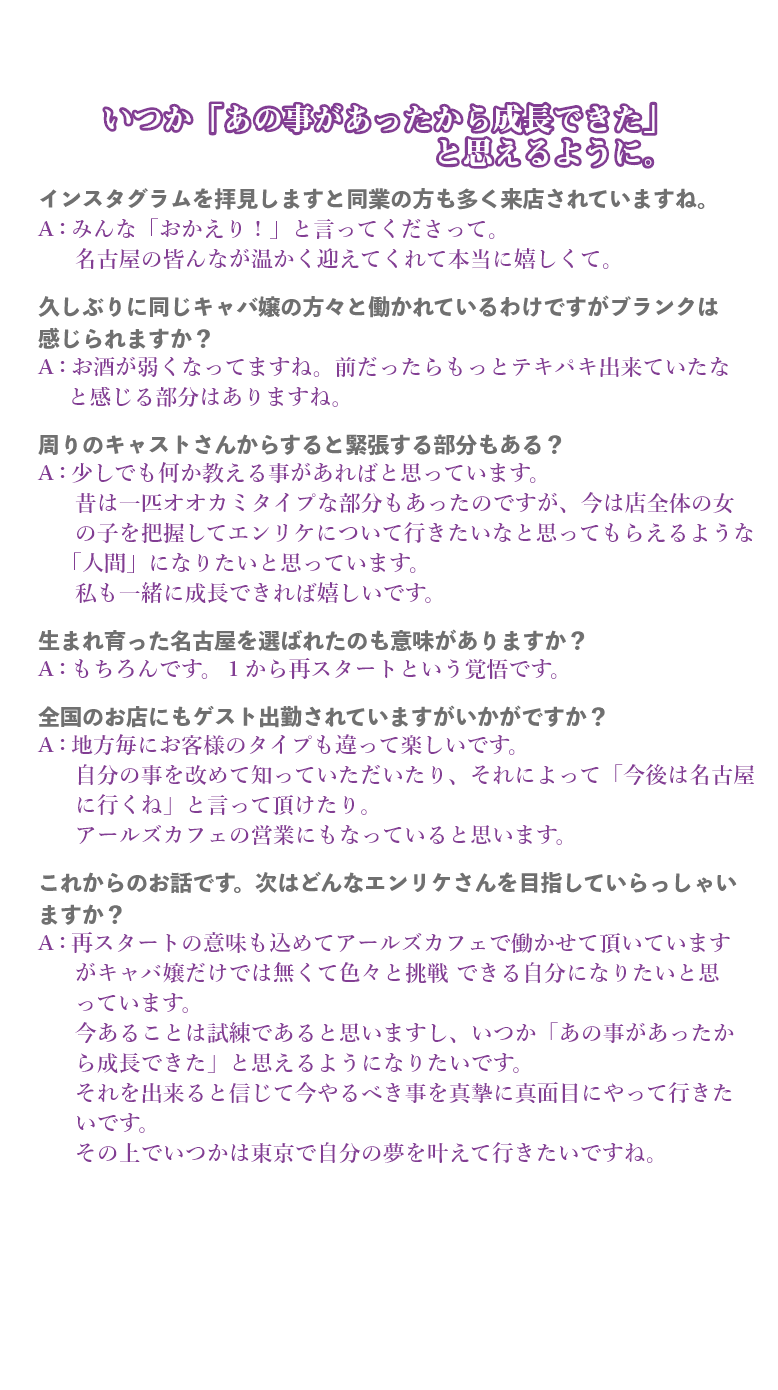 いつか「あの事があったから成長できた」
と思えるように。
インスタグラムを拝見しますと同業の方も多く来店されていますね。
A：みんな「おかえり！」と言ってくださって。
名古屋の皆んなが温かく迎えてくれて本当に嬉しくて。
久しぶりに同じキャバ嬢の方々と働かれているわけですがブランクは
感じられますか？
A：お酒が弱くなってますね。前だったらもっとテキパキ出来ていたな
と感じる部分はありますね。
周りのキャストさんからすると緊張する部分もある？
A：少しでも何か教える事があればと思っています。
昔は一匹オオカミタイプな部分もあったのですが、今は店全体の女
の子を把握してエンリケについて行きたいなと思ってもらえるような
「人間」になりたいと思っています。
私も一緒に成長できれば嬉しいです。
生まれ育った名古屋を選ばれたのも意味がありますか？
A：もちろんです。１から再スタートという覚悟です。
全国のお店にもゲスト出勤されていますがいかがですか？
A：地方毎にお客様のタイプも違って楽しいです。
自分の事を改めて知っていただいたり、それによって「今後は名古屋
に行くね」と言って頂けたり。
アールズカフェの営業にもなっていると思います。
これからのお話です。次はどんなエンリケさんを目指していらっしゃい
ますか？
A：再スタートの意味も込めてアールズカフェで働かせて頂いています
がキャバ嬢だけでは無くて色々と挑戦 できる自分になりたいと思
っています。
今あることは試練であると思いますし、いつか「あの事があったか
ら成長できた」と思えるようになりたいです。
それを出来ると信じて今やるべき事を真摯に真面目にやって行きた
いです。
その上でいつかは東京で自分の夢を叶えて行きたいですね。